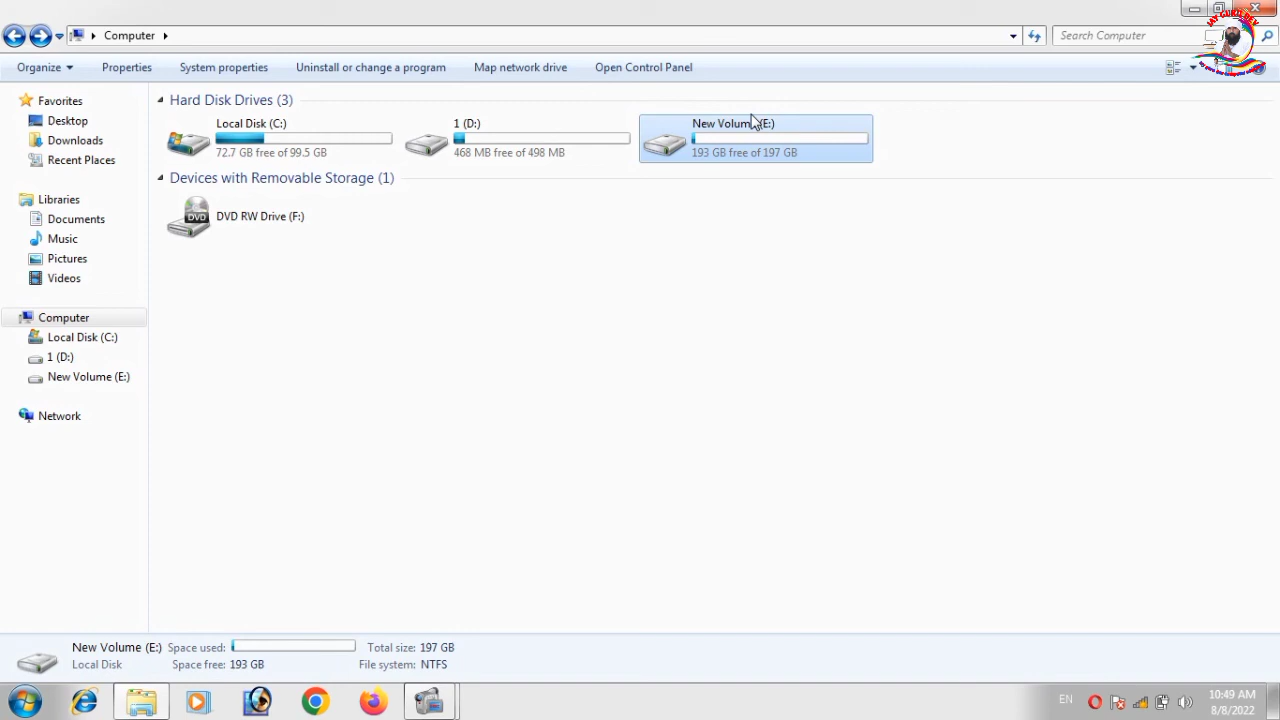 Computer
Search Computer
JAY GURUDEV
Organize
Properties
System properties
Uninstall or change a program
Map network drive
Open Control Panel
Favorites
Desktop
Downloads
Recent Places
Libraries
Documents
Music
Pictures
Videos
Computer
Local Disk (C:)
1 (D:)
New Volume (E:)
Network
Hard Disk Drives (3)
Local Disk (C:)
72.7 GB free of 99.5 GB
1 (D:)
468 MB free of 498 MB
New Volume (E:)
193 GB free of 197 GB
Devices with Removable Storage (1)
DVD
DVD RW Drive (F:)
New Volume (E:) Space used: Total size: 197 GB
Local Disk Space free: 193 GB File system: NTFS
EN
10:49 AM
8/8/2022